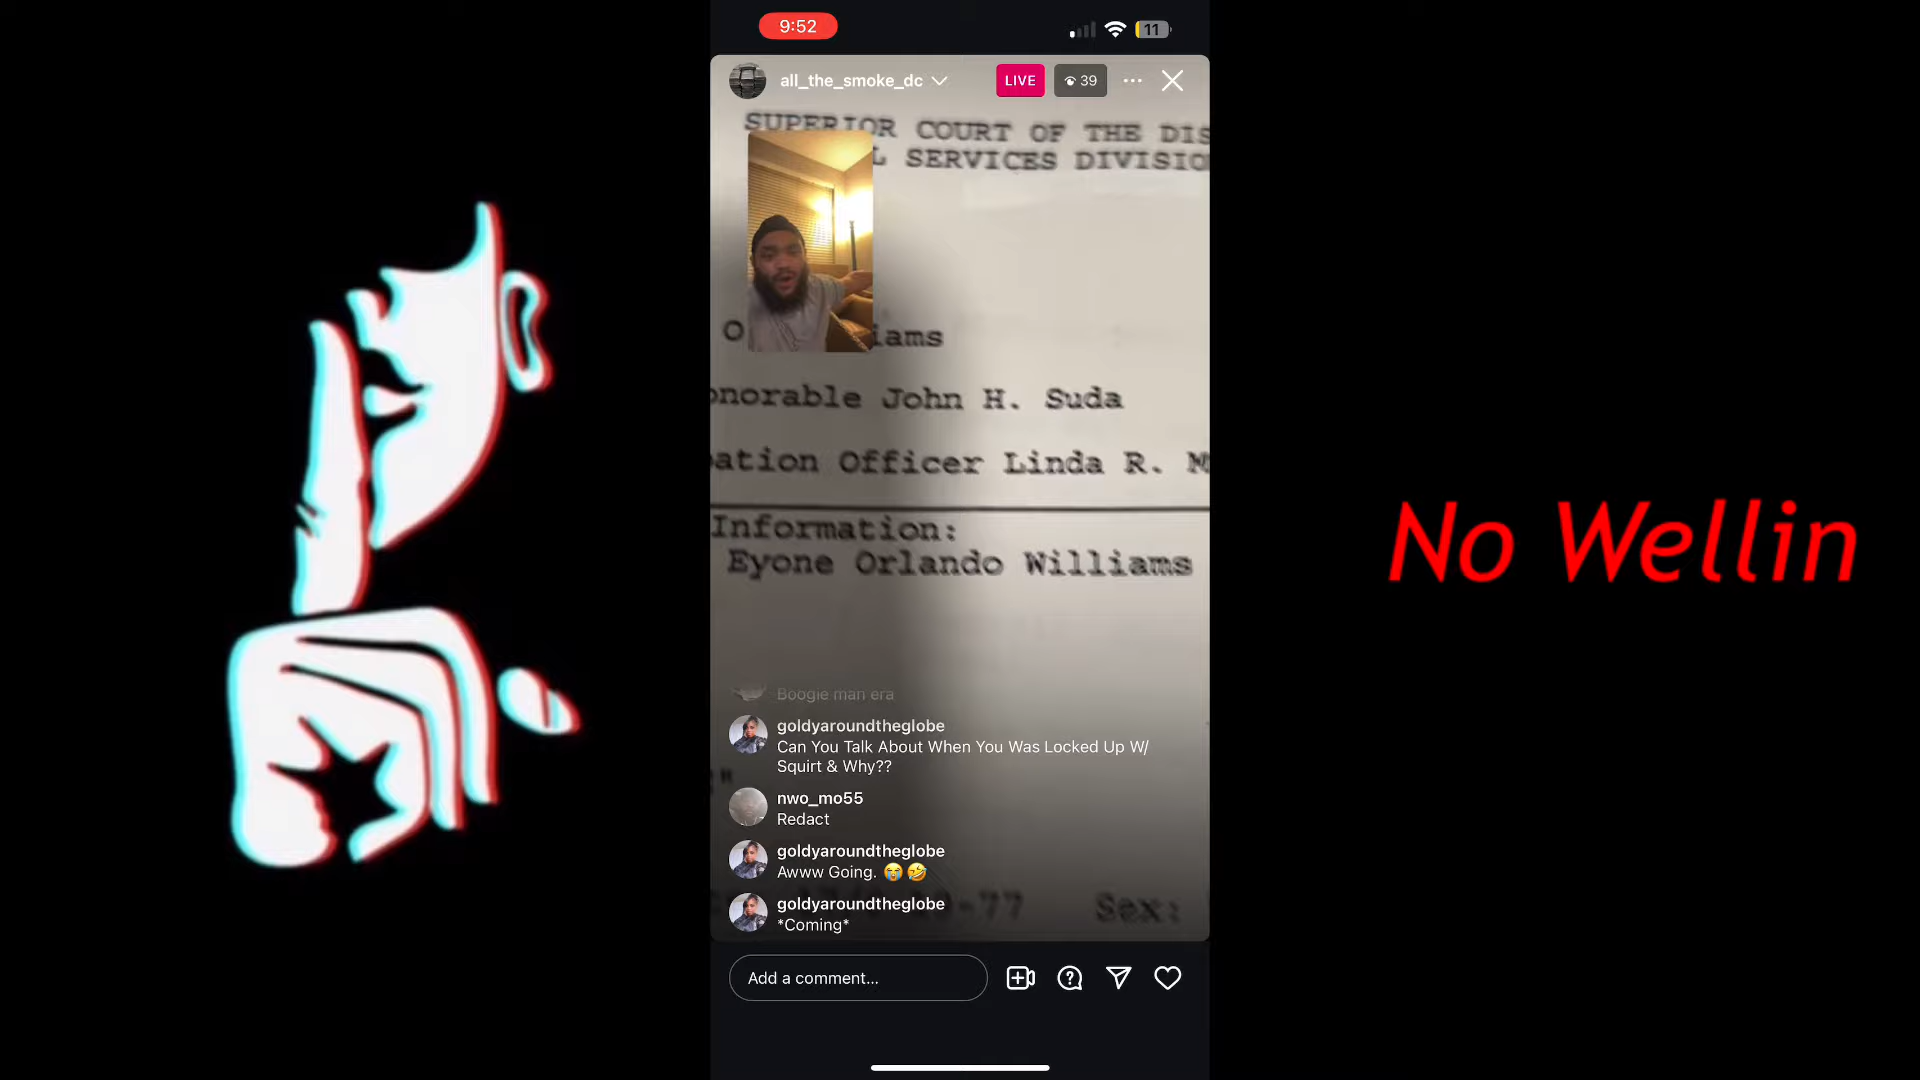 9:52
11
all_the_smoke_dc
LIVE
39
SUPERIOR COURT OF THE DIS
L SERVICES DIVISIO
O iams
onorable John H. Suda
ation Officer Linda R. M
Information:
Eyone Orlando Williams
Boogie man era
goldyaroundtheglobe
Can You Talk About When You Was Locked Up W/
Squirt & Why??
nwo_mo55
Redact
goldyaroundtheglobe
Awww Going. 😭🤣
-77 Sex:
goldyaroundtheglobe
*Coming*
Add a comment...
No Wellin